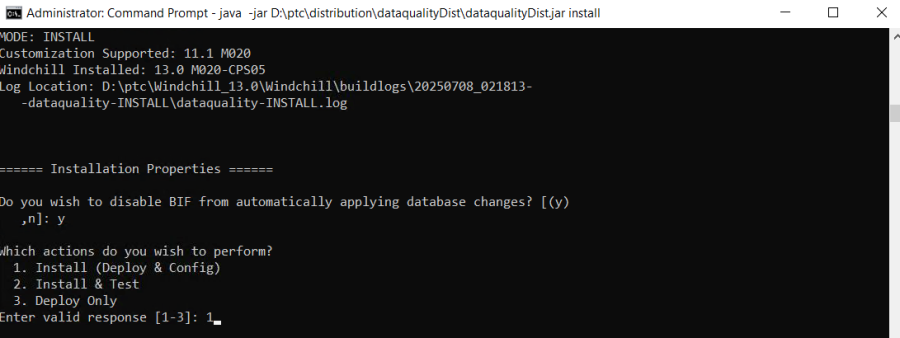 Administrator: Command Prompt - java  -jar D:\ptc\distribution\dataqualityDist\dataqualityDist.jar install
MODE: INSTALL
Customization Supported: 11.1 M020
Windchill Installed: 13.0 M020-CPS05
Log Location: D:\ptc\Windchill_13.0\Windchill\buildlogs\20250708_021813-
-dataquality-INSTALL\dataquality-INSTALL.log
====== Installation Properties ======
Do you wish to disable BIF from automatically applying database changes? [(y)
,n]: y
Which actions do you wish to perform?
1. Install (Deploy & Config)
2. Install & Test
3. Deploy Only
Enter valid response [1-3]: 1